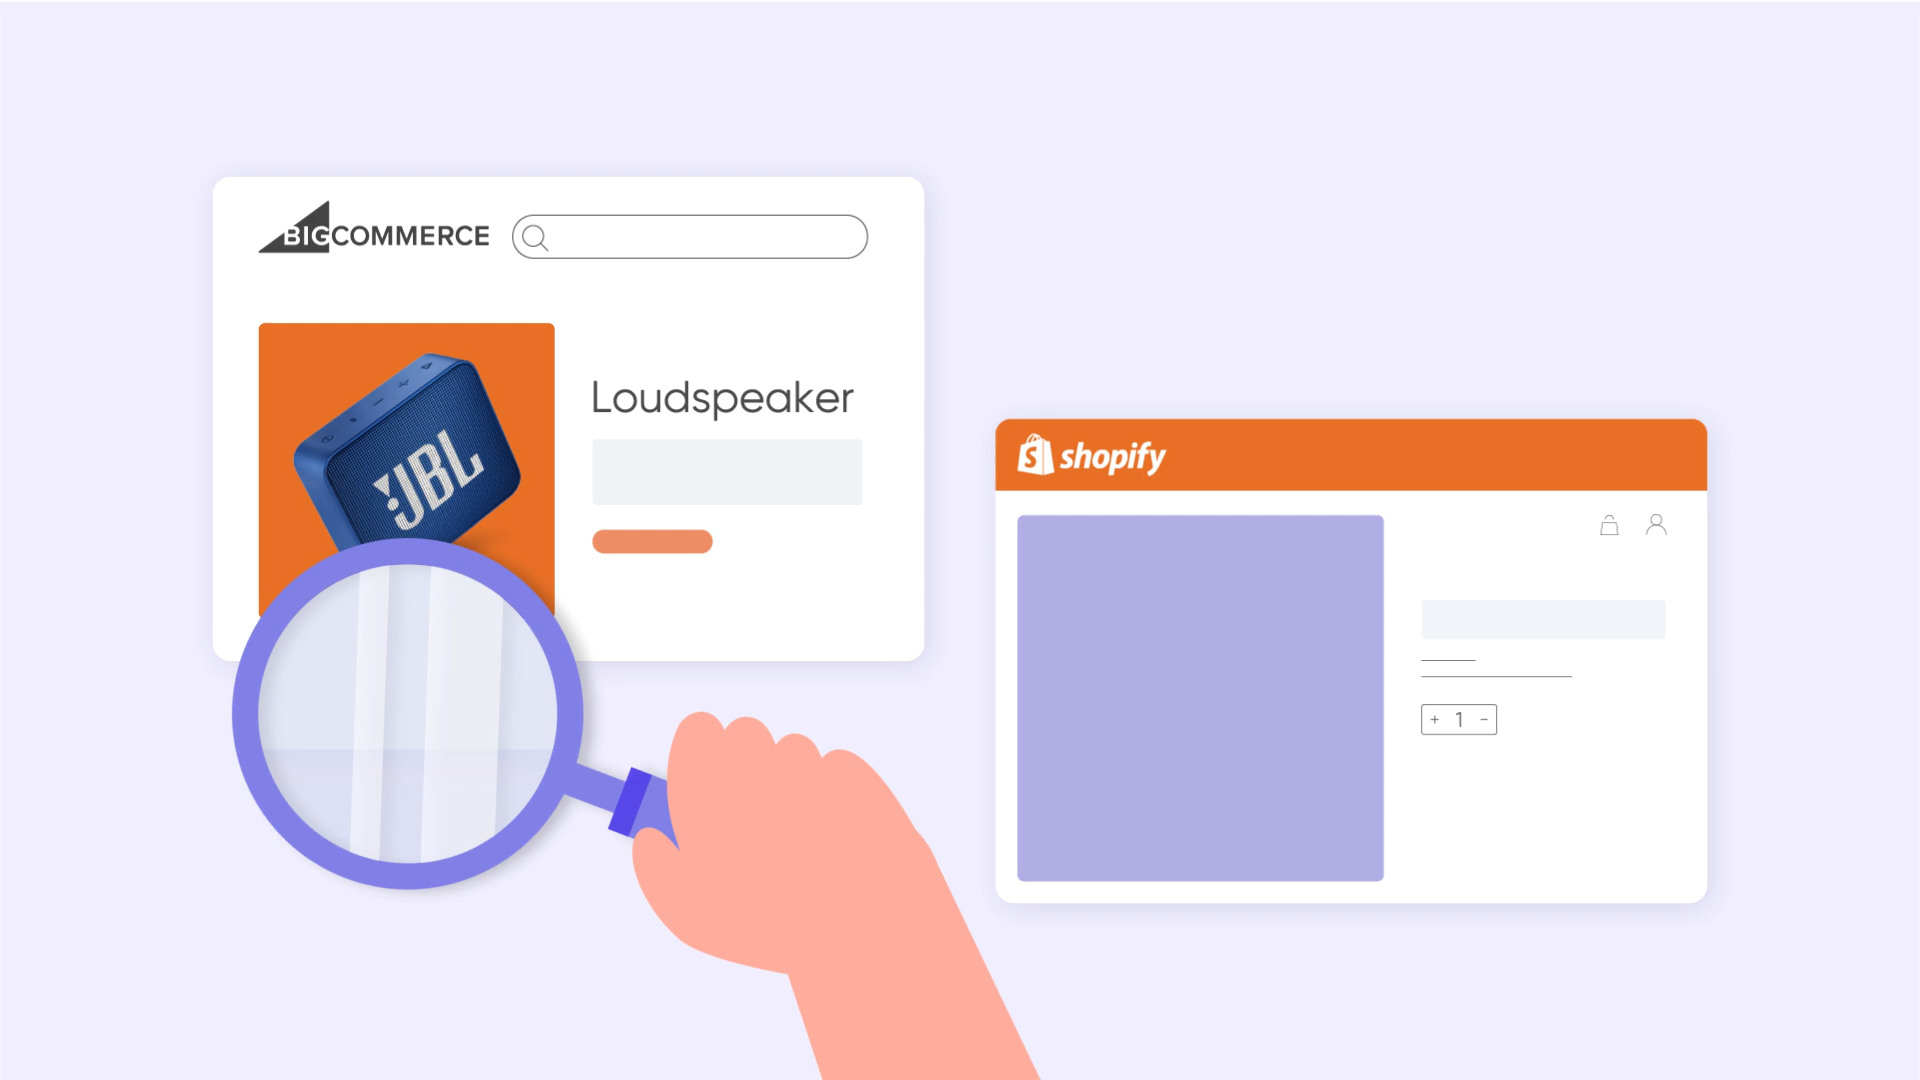 BIGCOMMERCE
JBL
Loudspeaker
shopify
+ 1 −